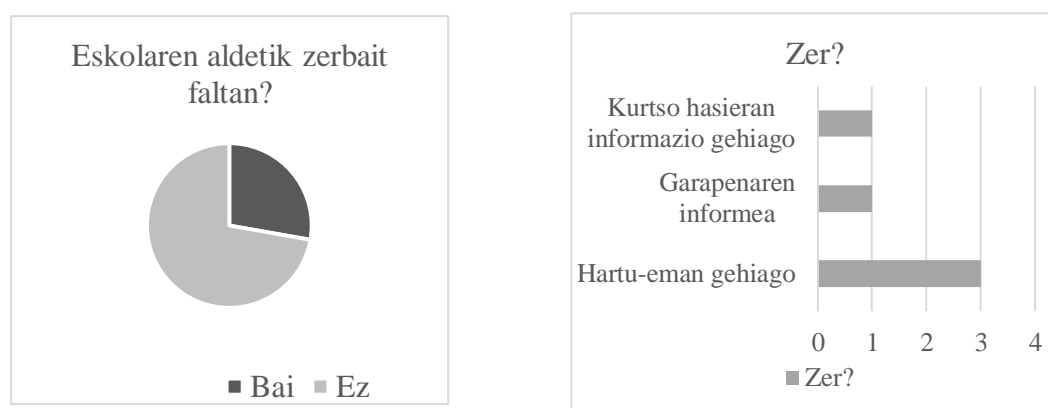 Eskolaren aldetik zerbait
faltan?
■ Bai ■ Ez
Zer?
Kurtso hasieran
informazio gehiago
Garapenaren
informea
Hartu-eman gehiago
0 1 2 3 4
■ Zer?